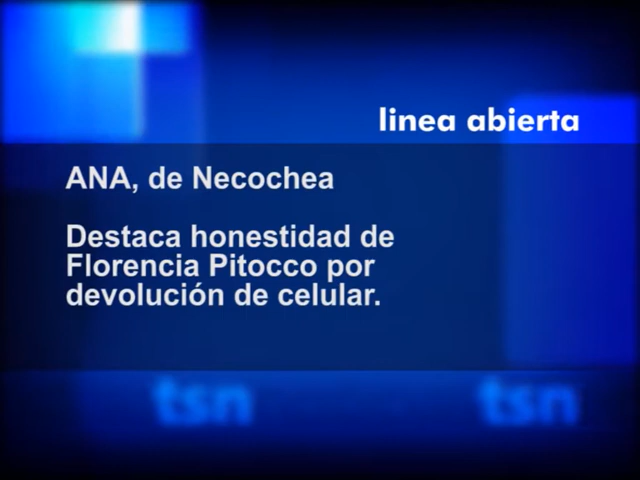 linea abierta
ANA, de Necochea
Destaca honestidad de
Florencia Pitocco por
devolución de celular.
tsn
tsn